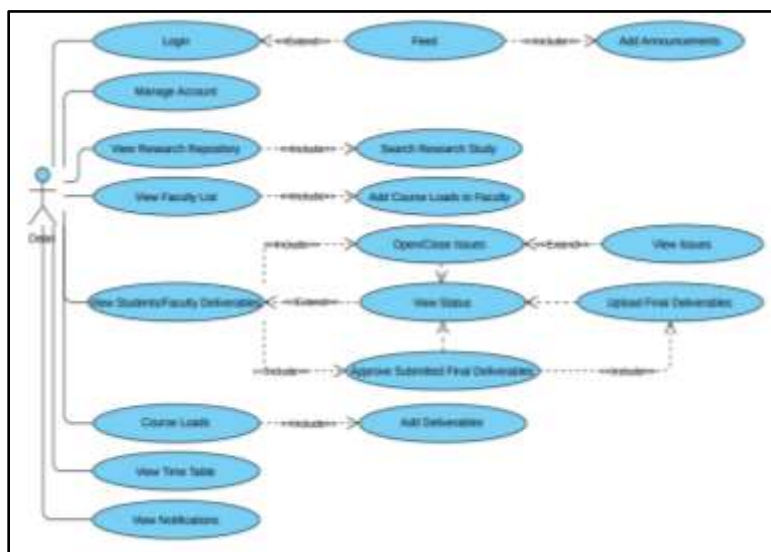 Login
<<Extend>>
Feed
<<Include>>
Add Announcements
Manage Account
View Research Repository
<<Include>>
Search Research Study
View Faculty List
<<Include>>
Add Course Loads to Faculty
Dean
<<Include>>
Open/Close Issues
<<Extend>>
View Issues
View Students/Faculty Deliverables
<<Extend>>
View Status
Upload Final Deliverables
<<Include>>
Approve Submitted Final Deliverables
<<Include>>
Course Loads
<<Include>>
Add Deliverables
View Time Table
View Notifications